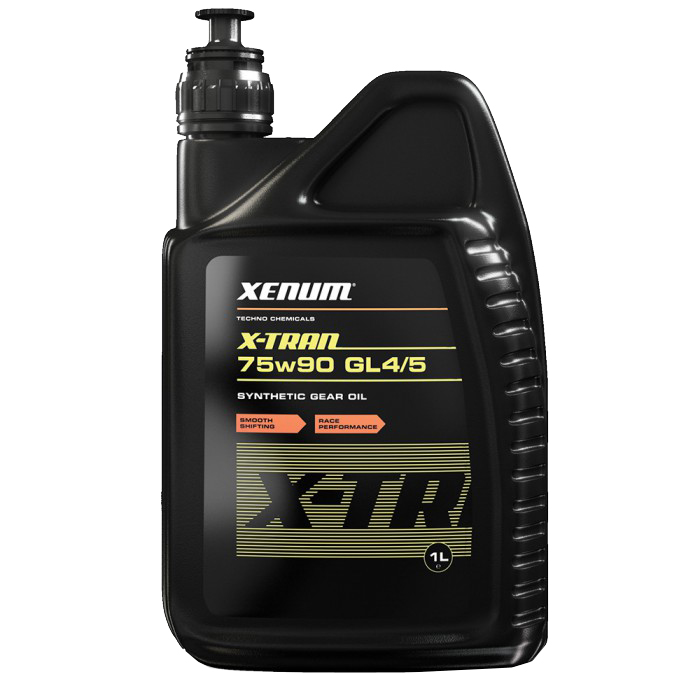 XENUM®
TECHNO CHEMICALS
X-TRAN
75w90 GL4/5
SYNTHETIC GEAR OIL
SMOOTH
SHIFTING
RACE
PERFORMANCE
X-TR
1L
e